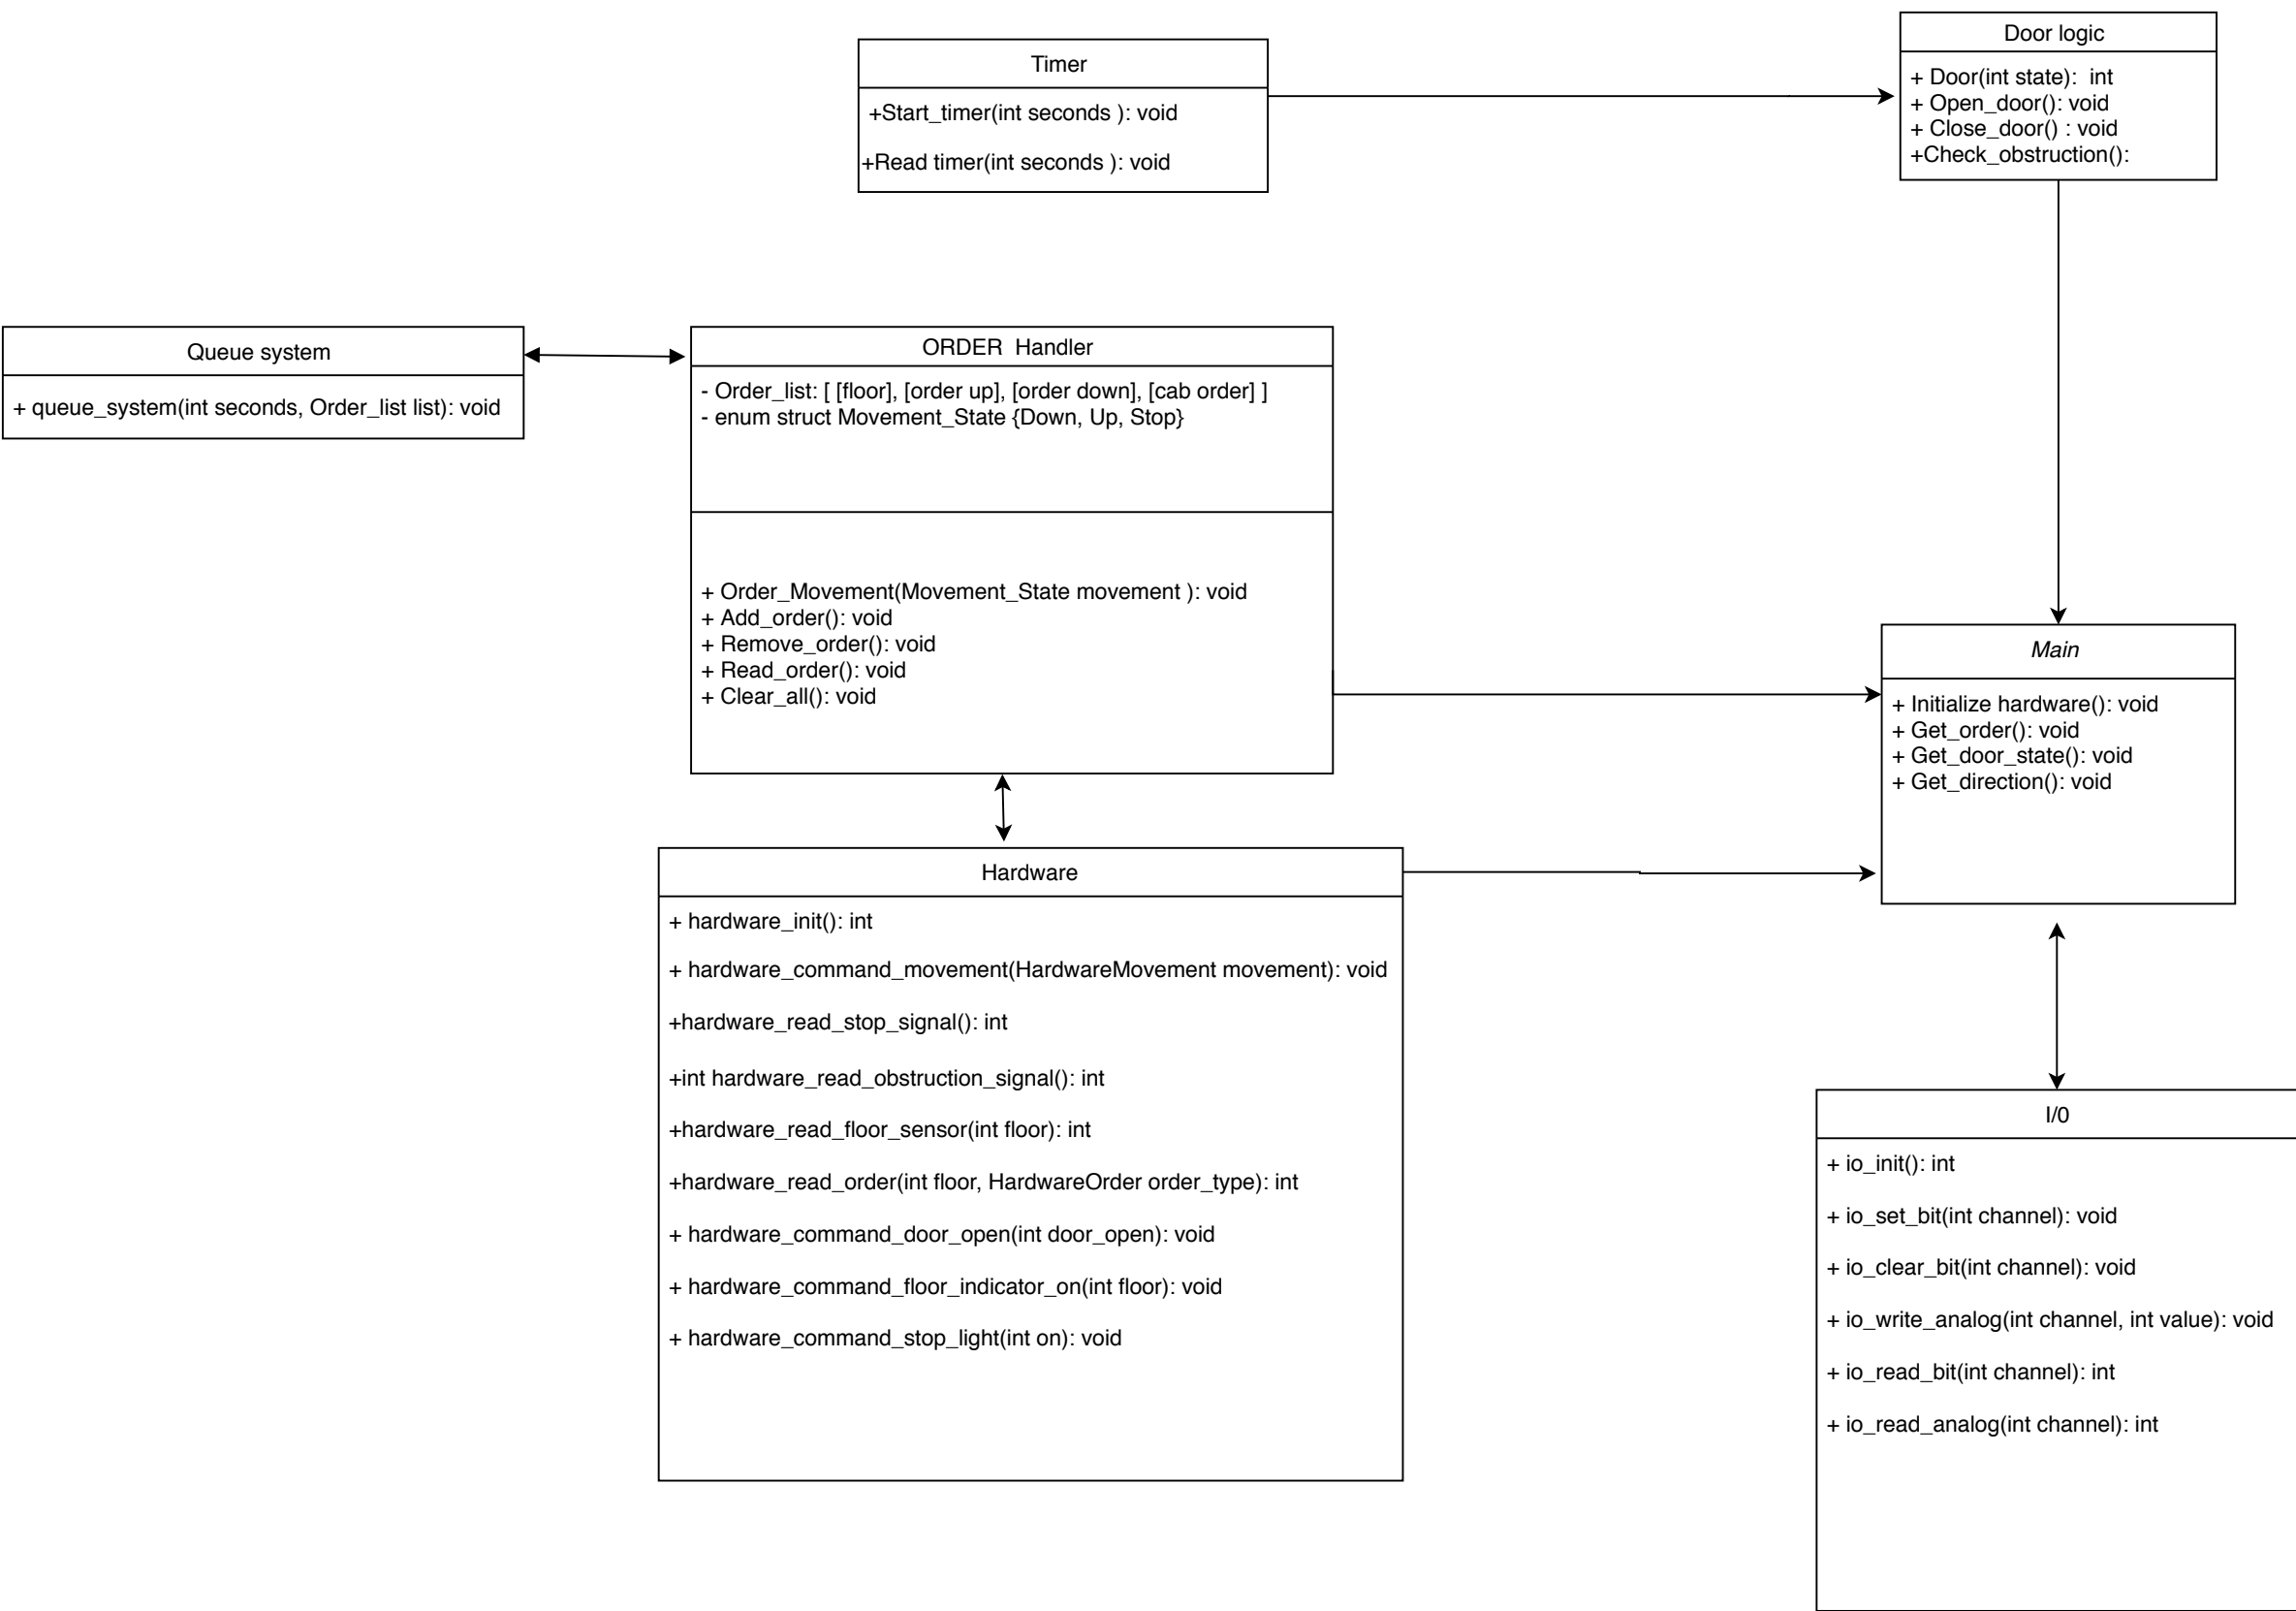 Timer
+Start_timer(int seconds ): void
+Read timer(int seconds ): void
Door logic
+ Door(int state):  int
+ Open_door(): void
+ Close_door() : void
+Check_obstruction():
Queue system
+ queue_system(int seconds, Order_list list): void
ORDER  Handler
- Order_list: [ [floor], [order up], [order down], [cab order] ]
- enum struct Movement_State {Down, Up, Stop}
+ Order_Movement(Movement_State movement ): void
+ Add_order(): void
+ Remove_order(): void
+ Read_order(): void
+ Clear_all(): void
Main
+ Initialize hardware(): void
+ Get_order(): void
+ Get_door_state(): void
+ Get_direction(): void
Hardware
+ hardware_init(): int
+ hardware_command_movement(HardwareMovement movement): void
+hardware_read_stop_signal(): int
+int hardware_read_obstruction_signal(): int
+hardware_read_floor_sensor(int floor): int
+hardware_read_order(int floor, HardwareOrder order_type): int
+ hardware_command_door_open(int door_open): void
+ hardware_command_floor_indicator_on(int floor): void
+ hardware_command_stop_light(int on): void
I/0
+ io_init(): int
+ io_set_bit(int channel): void
+ io_clear_bit(int channel): void
+ io_write_analog(int channel, int value): void
+ io_read_bit(int channel): int
+ io_read_analog(int channel): int